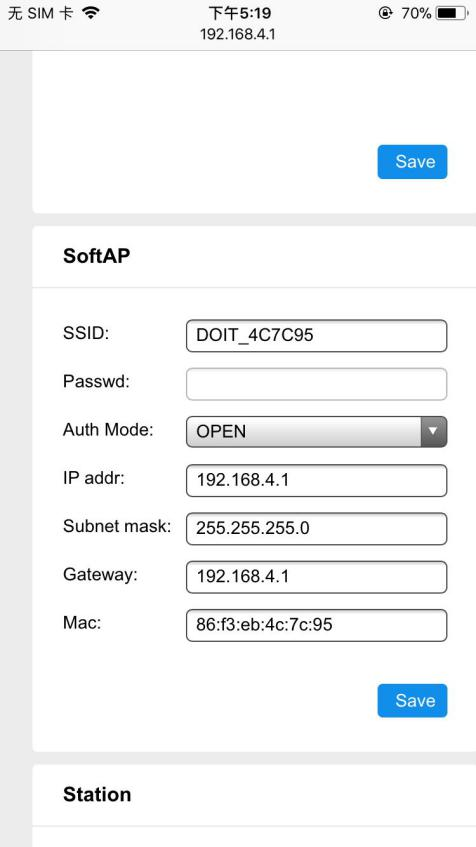 无 SIM 卡 下午5:19 70%
192.168.4.1
Save
SoftAP
SSID: DOIT_4C7C95
Passwd:
Auth Mode: OPEN
IP addr: 192.168.4.1
Subnet mask: 255.255.255.0
Gateway: 192.168.4.1
Mac: 86:f3:eb:4c:7c:95
Save
Station